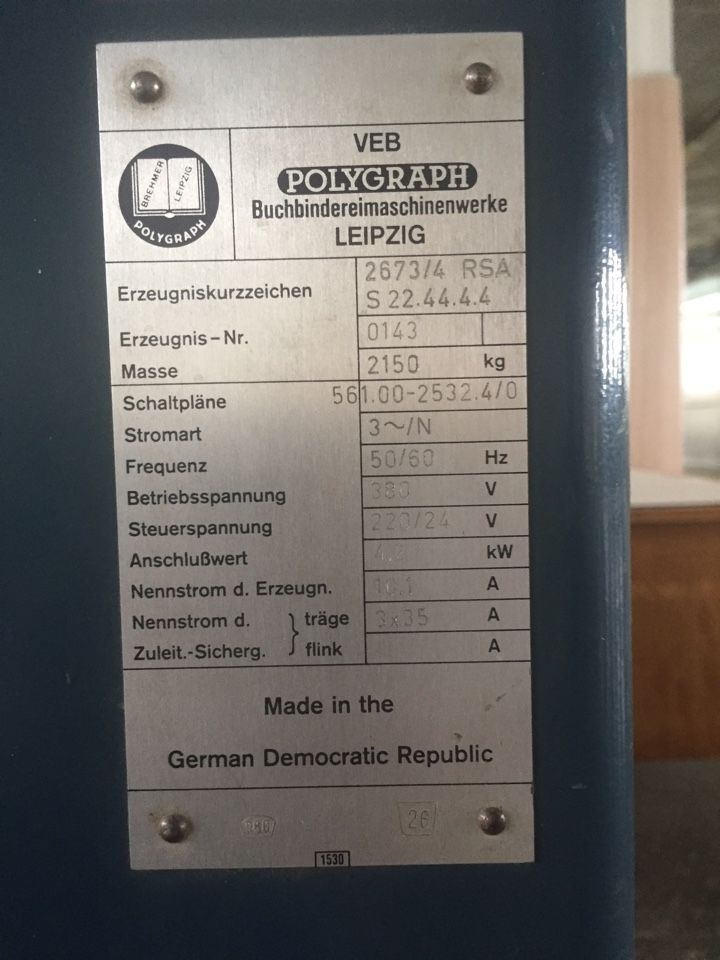 BREHMER LEIPZIG
POLYGRAPH
VEB
POLYGRAPH
Buchbindereimaschinenwerke
LEIPZIG
Erzeugniskurzzeichen 2673/4 RSA
S 22.44.4.4
Erzeugnis-Nr. 0143
Masse 2150 kg
Schaltpläne 561.00-2532.4/0
Stromart 3~/N
Frequenz 50/60 Hz
Betriebsspannung 380 V
Steuerspannung 220/24 V
Anschlußwert kW
Nennstrom d. Erzeugn. 10,1 A
Nennstrom d. } träge 3x35 A
Zuleit.-Sicherg. flink A
Made in the
German Democratic Republic
26
1530